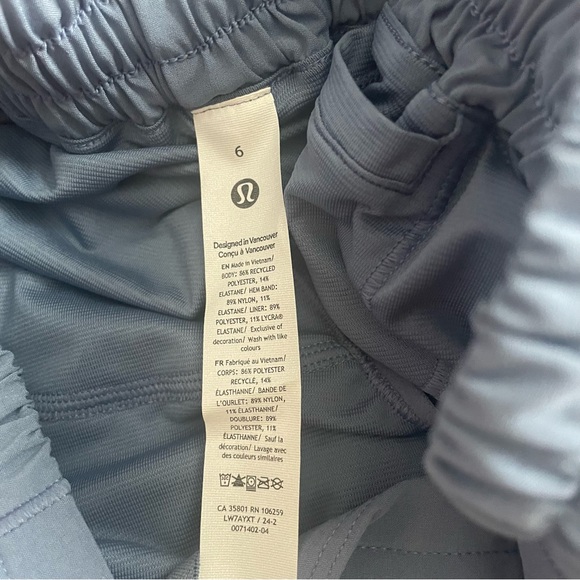 6
Designed in Vancouver
Conçu à Vancouver
EN Made in Vietnam/
BODY: 86% RECYCLED
POLYESTER, 14%
ELASTANE/ HEM BAND:
89% NYLON, 11%
ELASTANE/ LINER: 89%
POLYESTER, 11% LYCRA®
ELASTANE/ Exclusive of
decoration/ Wash with like
colours
FR Fabriqué au Vietnam/
CORPS: 86% POLYESTER
RECYCLÉ, 14%
ÉLASTHANNE/ BANDE DE
L'OURLET: 89% NYLON,
11% ÉLASTHANNE/
DOUBLURE: 89%
POLYESTER, 11%
ÉLASTHANNE/ Sauf la
décoration/ Lavage avec
des couleurs similaires
CA 35801 RN 106259
LW7AYXT / 24-2
0071402-04